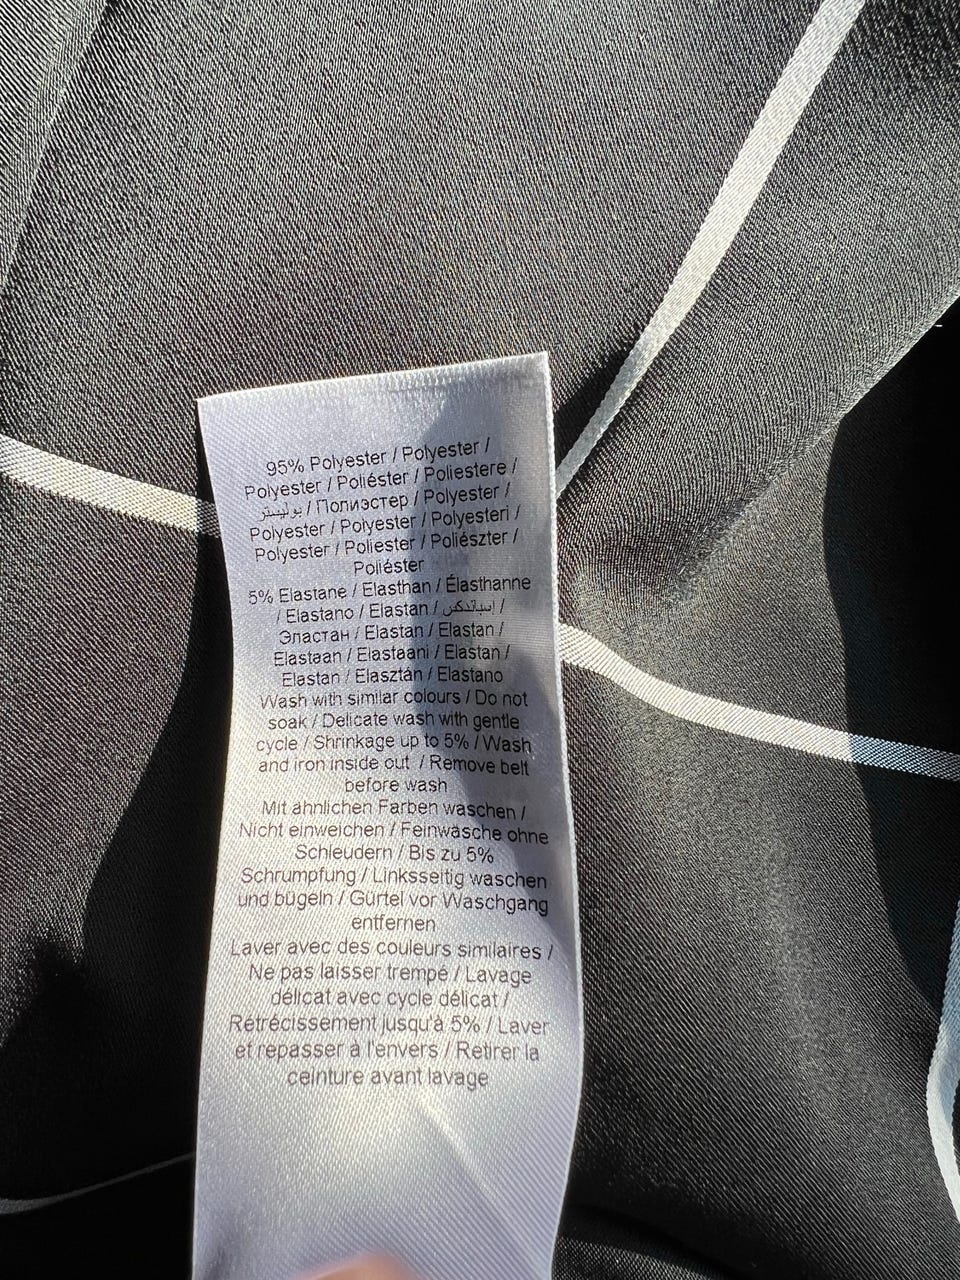 95% Polyester / Polyester /
Polyester / Poliéster / Poliestere /
بوليستر / Полиэстер / Polyester /
Polyester / Polyester / Polyesteri /
Polyester / Poliester / Poliészter /
Poliéster
5% Elastane / Elasthan / Élasthanne
/ Elastano / Elastan / إسباندكس /
Эластан / Elastan / Elastan /
Elastaan / Elastaani / Elastan /
Elastan / Elasztán / Elastano
Wash with similar colours / Do not
soak / Delicate wash with gentle
cycle / Shrinkage up to 5% / Wash
and iron inside out / Remove belt
before wash
Mit ähnlichen Farben waschen /
Nicht einweichen / Feinwäsche ohne
Schleudern / Bis zu 5%
Schrumpfung / Linksseitig waschen
und bügeln / Gürtel vor Waschgang
entfernen
Laver avec des couleurs similaires /
Ne pas laisser trempé / Lavage
délicat avec cycle délicat /
Rétrécissement jusqu'à 5% / Laver
et repasser à l'envers / Retirer la
ceinture avant lavage